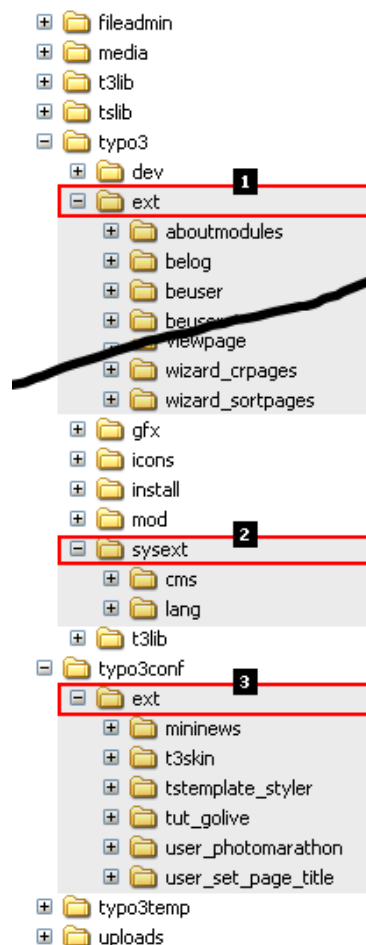 fileadmin
media
t3lib
tslib
typo3
dev
1
ext
aboutmodules
belog
beuser
viewpage
wizard_crpages
wizard_sortpages
gfx
icons
install
mod
2
sysext
cms
lang
t3lib
typo3conf
3
ext
mininews
t3skin
tstemplate_styler
tut_golive
user_photomarathon
user_set_page_title
typo3temp
uploads